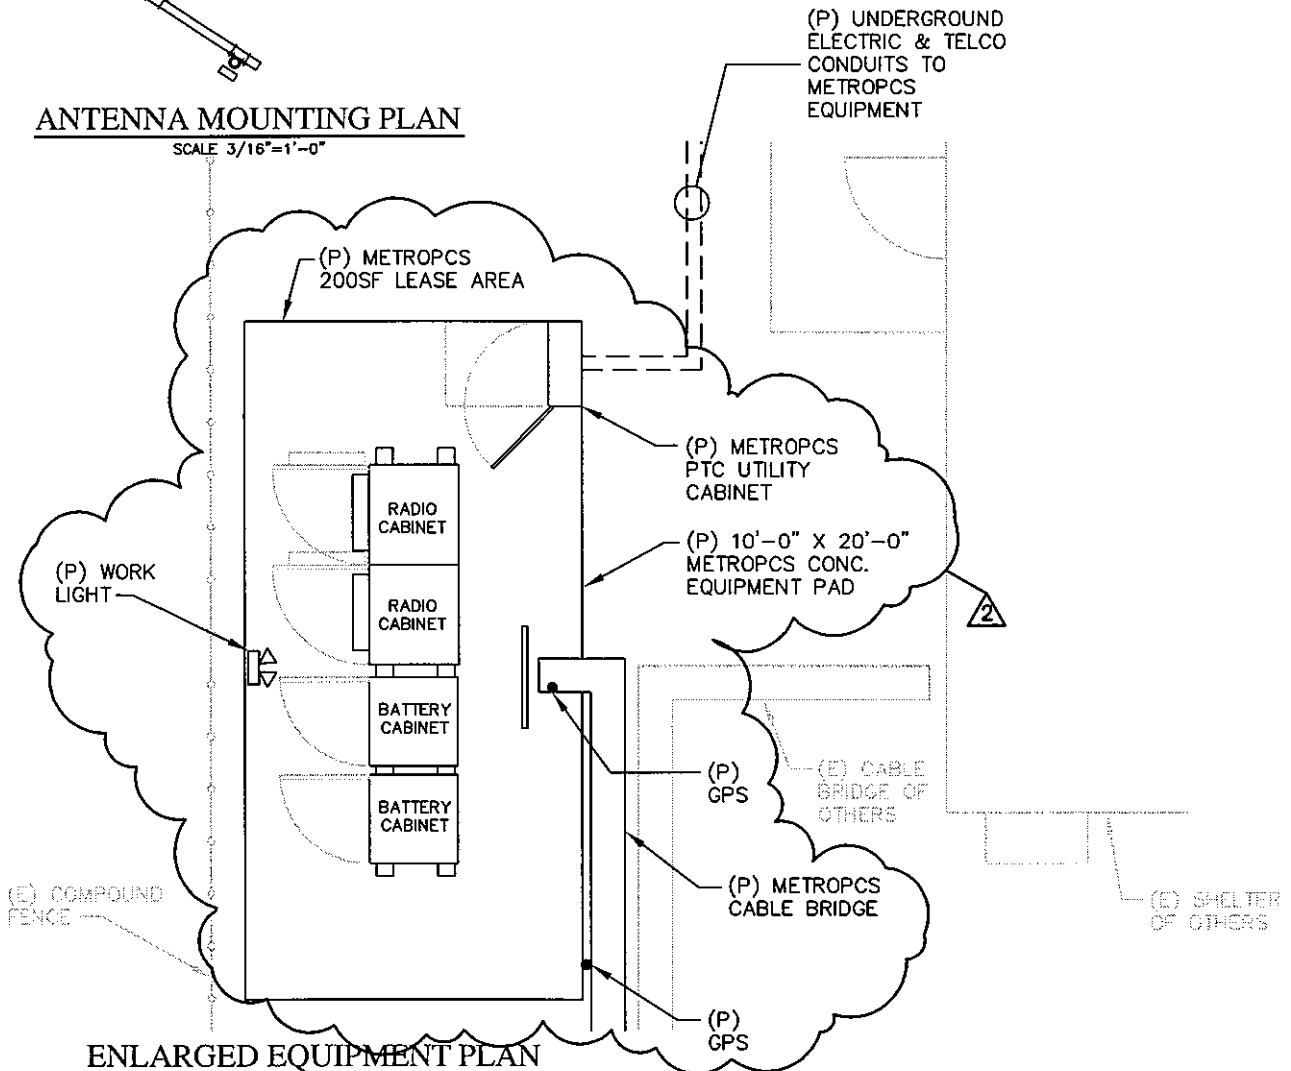 (P) UNDERGROUND
ELECTRIC & TELCO
CONDUITS TO
METROPCS
EQUIPMENT
ANTENNA MOUNTING PLAN
SCALE 3/16"=1'-0"
(P) METROPCS
200SF LEASE AREA
(P) METROPCS
PTC UTILITY
CABINET
RADIO
CABINET
(P) 10'-0" X 20'-0"
METROPCS CONC.
EQUIPMENT PAD
(P) WORK
LIGHT
RADIO
CABINET
2
BATTERY
CABINET
(P)
GPS
(E) CABLE
BRIDGE OF
OTHERS
BATTERY
CABINET
(P) METROPCS
CABLE BRIDGE
(E) COMPOUND
FENCE
(E) SHELTER
OF OTHERS
(P)
GPS
ENLARGED EQUIPMENT PLAN